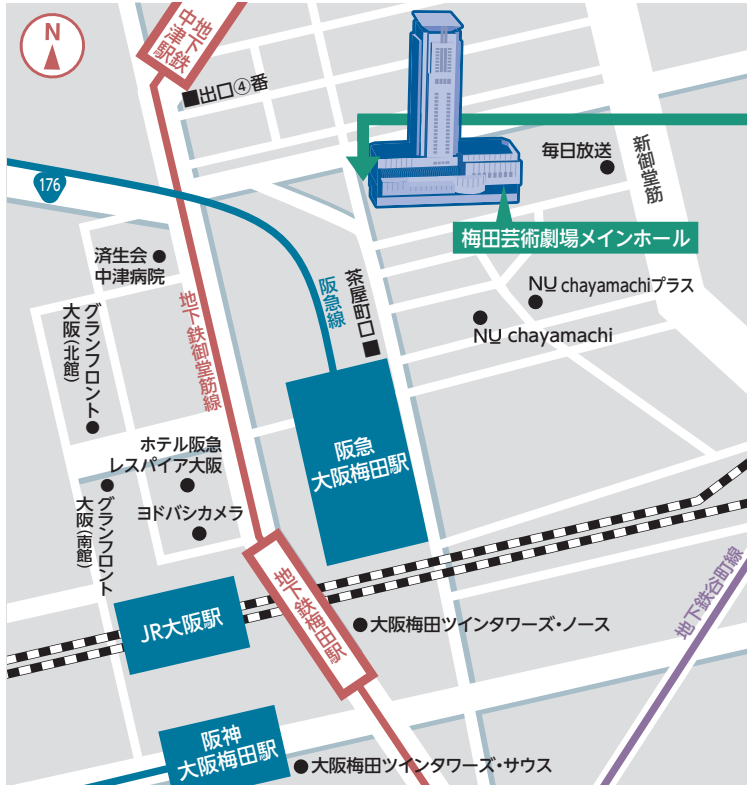 N
地下鉄
中津駅
■出口④番
176
毎日放送
新御堂筋
梅田芸術劇場メインホール
済生会
中津病院
地下鉄御堂筋線
阪急線
茶屋町口
NU chayamachiプラス
NU chayamachi
グランフロント
大阪(北館)
ホテル阪急
レスパイア大阪
阪急
大阪梅田駅
グランフロント
大阪(南館)
ヨドバシカメラ
地下鉄梅田駅
JR大阪駅
大阪梅田ツインタワーズ・ノース
地下鉄谷町線
阪神
大阪梅田駅
大阪梅田ツインタワーズ・サウス